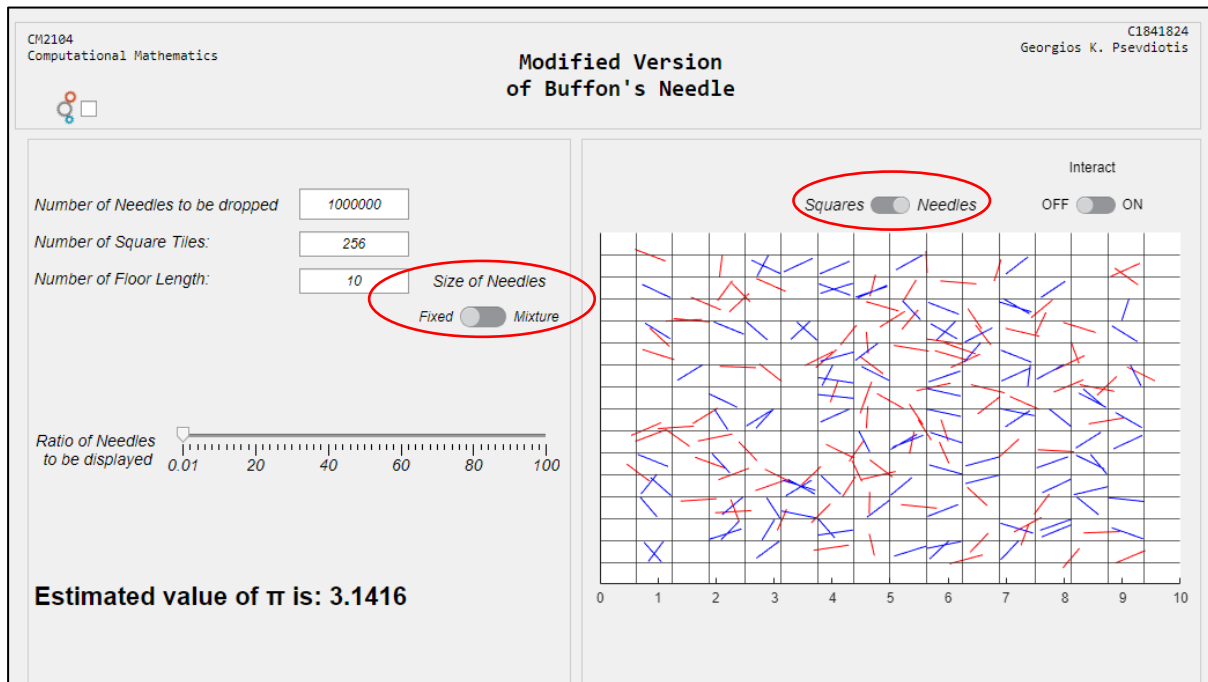 CM2104
Computational Mathematics
C1841824
Georgios K. Psevdiotis
Modified Version
of Buffon's Needle
Number of Needles to be dropped 1000000
Number of Square Tiles: 256
Number of Floor Length: 10
Size of Needles
Fixed Mixture
Ratio of Needles
to be displayed
0.01 20 40 60 80 100
Estimated value of π is: 3.1416
Interact
Squares Needles OFF ON
0 1 2 3 4 5 6 7 8 9 10